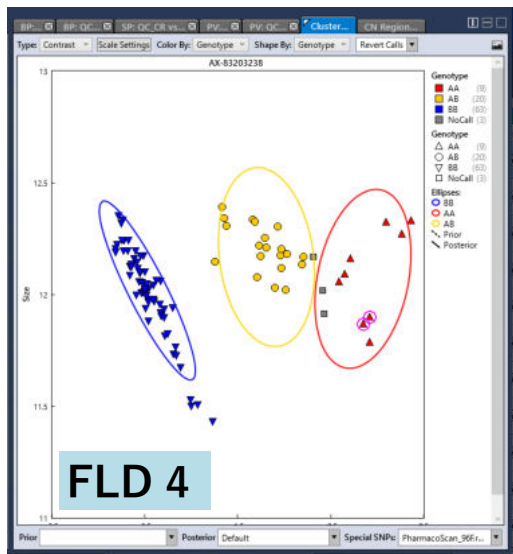 BP:... BP: QC... SP: QC_CR vs... PV:... PV: QC... Cluster... CN Region...
Type: Contrast Scale Settings Color By: Genotype Shape By: Genotype Revert Calls
AX-83203238
Genotype
AA (9)
AB (20)
BB (63)
NoCall (3)
Genotype
AA (9)
AB (20)
BB (63)
NoCall (3)
Ellipses:
BB
AA
AB
Prior
Posterior
13
12.5
12
11.5
11
Size
FLD 4
Prior Posterior Default Special SNPs: PharmacoScan_96F.r...